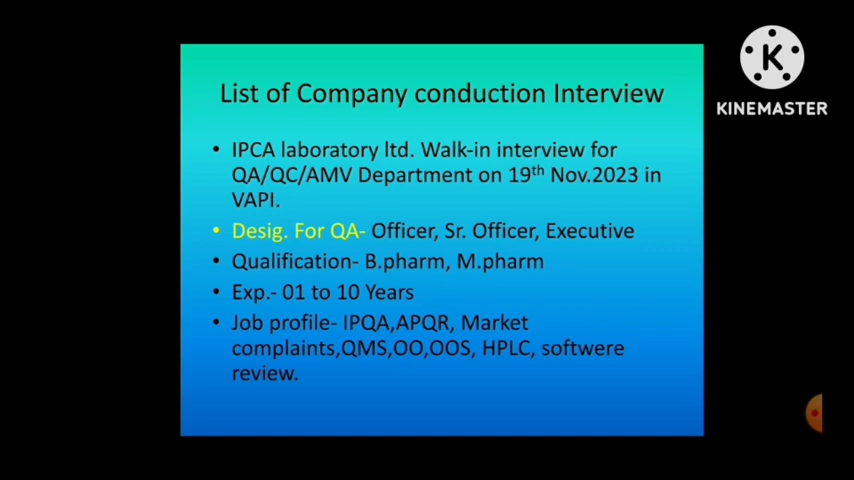 List of Company conduction Interview
KINEMASTER
• IPCA laboratory ltd. Walk-in interview for
QA/QC/AMV Department on 19th Nov.2023 in
VAPI.
• Desig. For QA- Officer, Sr. Officer, Executive
• Qualification- B.pharm, M.pharm
• Exp.- 01 to 10 Years
• Job profile- IPQA,APQR, Market
complaints,QMS,OO,OOS, HPLC, softwere
review.